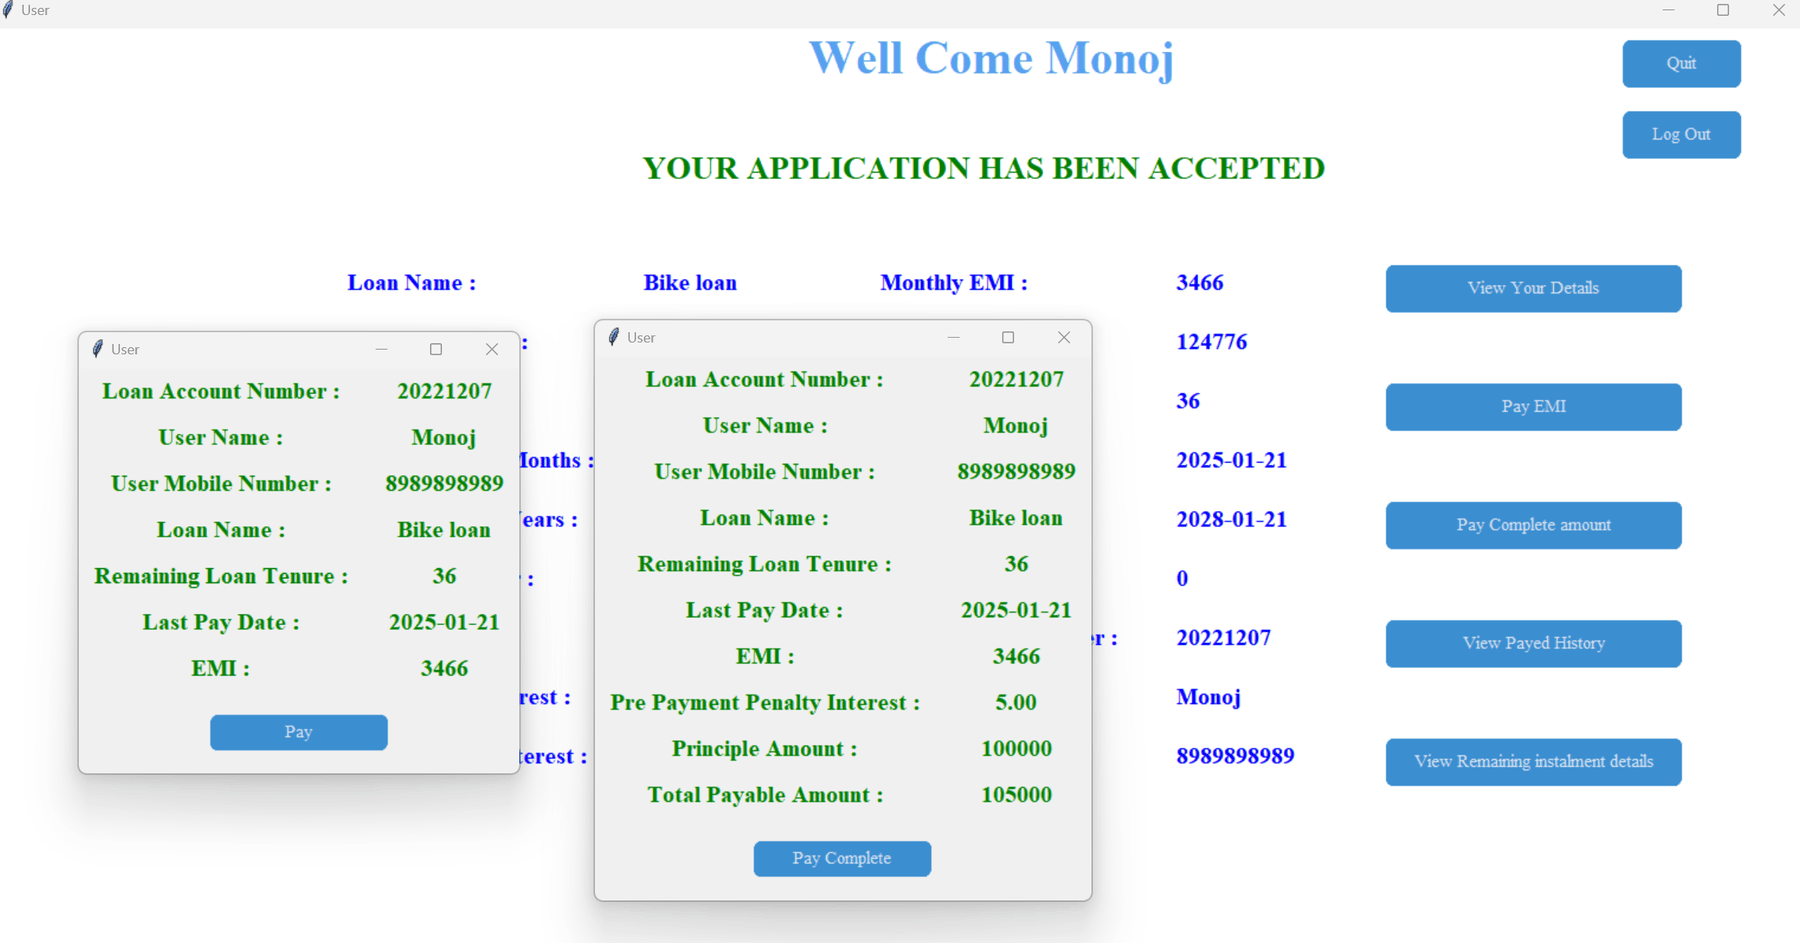 User
Well Come Monoj
Quit
Log Out
YOUR APPLICATION HAS BEEN ACCEPTED
Loan Name : Bike loan Monthly EMI : 3466
View Your Details
124776
36
Pay EMI
Months : 2025-01-21
2028-01-21
Pay Complete amount
0
20221207
View Payed History
Monoj
8989898989
View Remaining instalment details
User
Loan Account Number : 20221207
User Name : Monoj
User Mobile Number : 8989898989
Loan Name : Bike loan
Remaining Loan Tenure : 36
Last Pay Date : 2025-01-21
EMI : 3466
Pay
User
Loan Account Number : 20221207
User Name : Monoj
User Mobile Number : 8989898989
Loan Name : Bike loan
Remaining Loan Tenure : 36
Last Pay Date : 2025-01-21
EMI : 3466
Pre Payment Penalty Interest : 5.00
Principle Amount : 100000
Total Payable Amount : 105000
Pay Complete